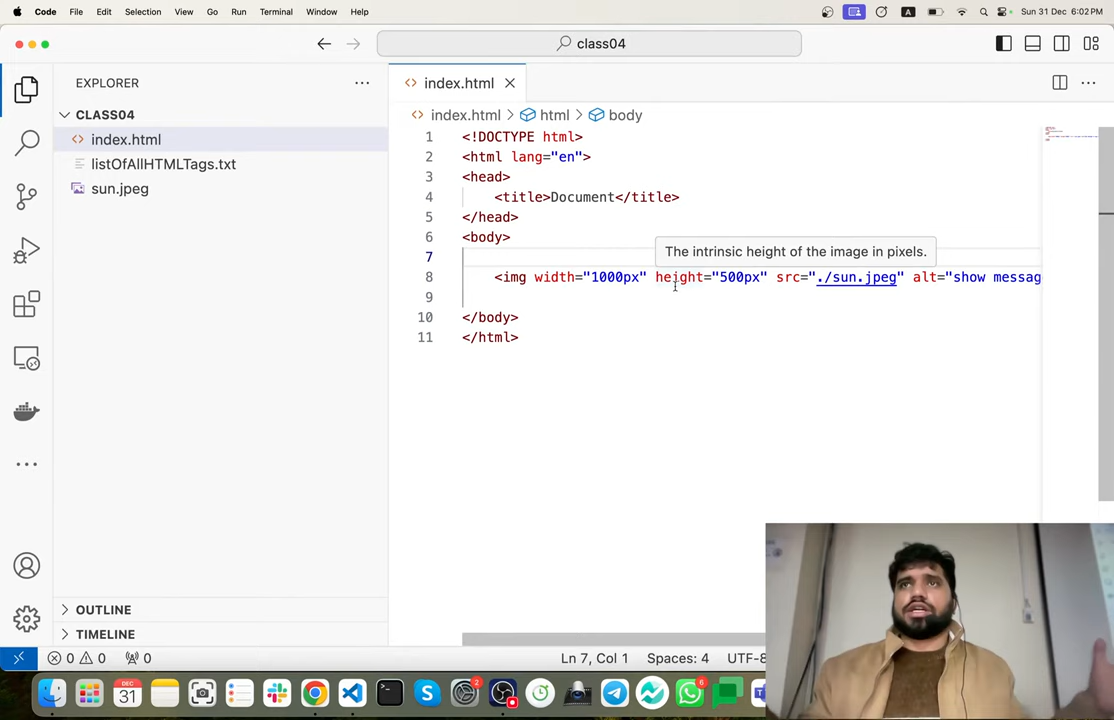 Code File Edit Selection View Go Run Terminal Window Help A Sun 31 Dec 6:02 PM
class04
EXPLORER
index.html
CLASS04
index.html > html > body
index.html
listOfAllHTMLTags.txt
sun.jpeg
1 <!DOCTYPE html>
2 <html lang="en">
3 <head>
4 <title>Document</title>
5 </head>
6 <body>
The intrinsic height of the image in pixels.
7
8 <img width="1000px" height="500px" src="./sun.jpeg" alt="show messag
9
10 </body>
11 </html>
OUTLINE
TIMELINE
0 0 0 Ln 7, Col 1 Spaces: 4 UTF-8
DEC
31
2
6